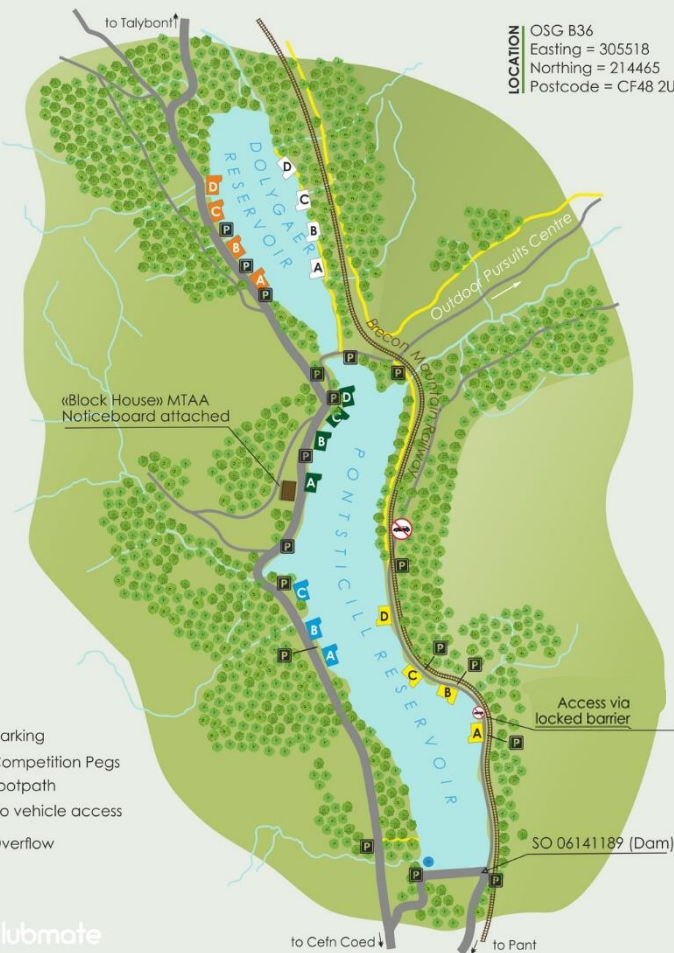 to Talybont
LOCATION
OSG B36
Easting = 305518
Northing = 214465
Postcode = CF48 2U
DOLYGAER
RESERVOIR
D
C
B
A
D
C
P
B
P
A
P
Outdoor Pursuits Centre
Brecon Mountain Railway
P
P
P
«Block House» MTAA
Noticeboard attached
P
D
C
B
P
A
PONTSTICILL RESERVOIR
P
P
P
C
B
A
P
D
P
C
B
P
Access via
locked barrier
A
P
arking
Competition Pegs
ootpath
o vehicle access
verflow
P
P
P
SO 06141189 (Dam)
lubmate
to Cefn Coed
to Pant